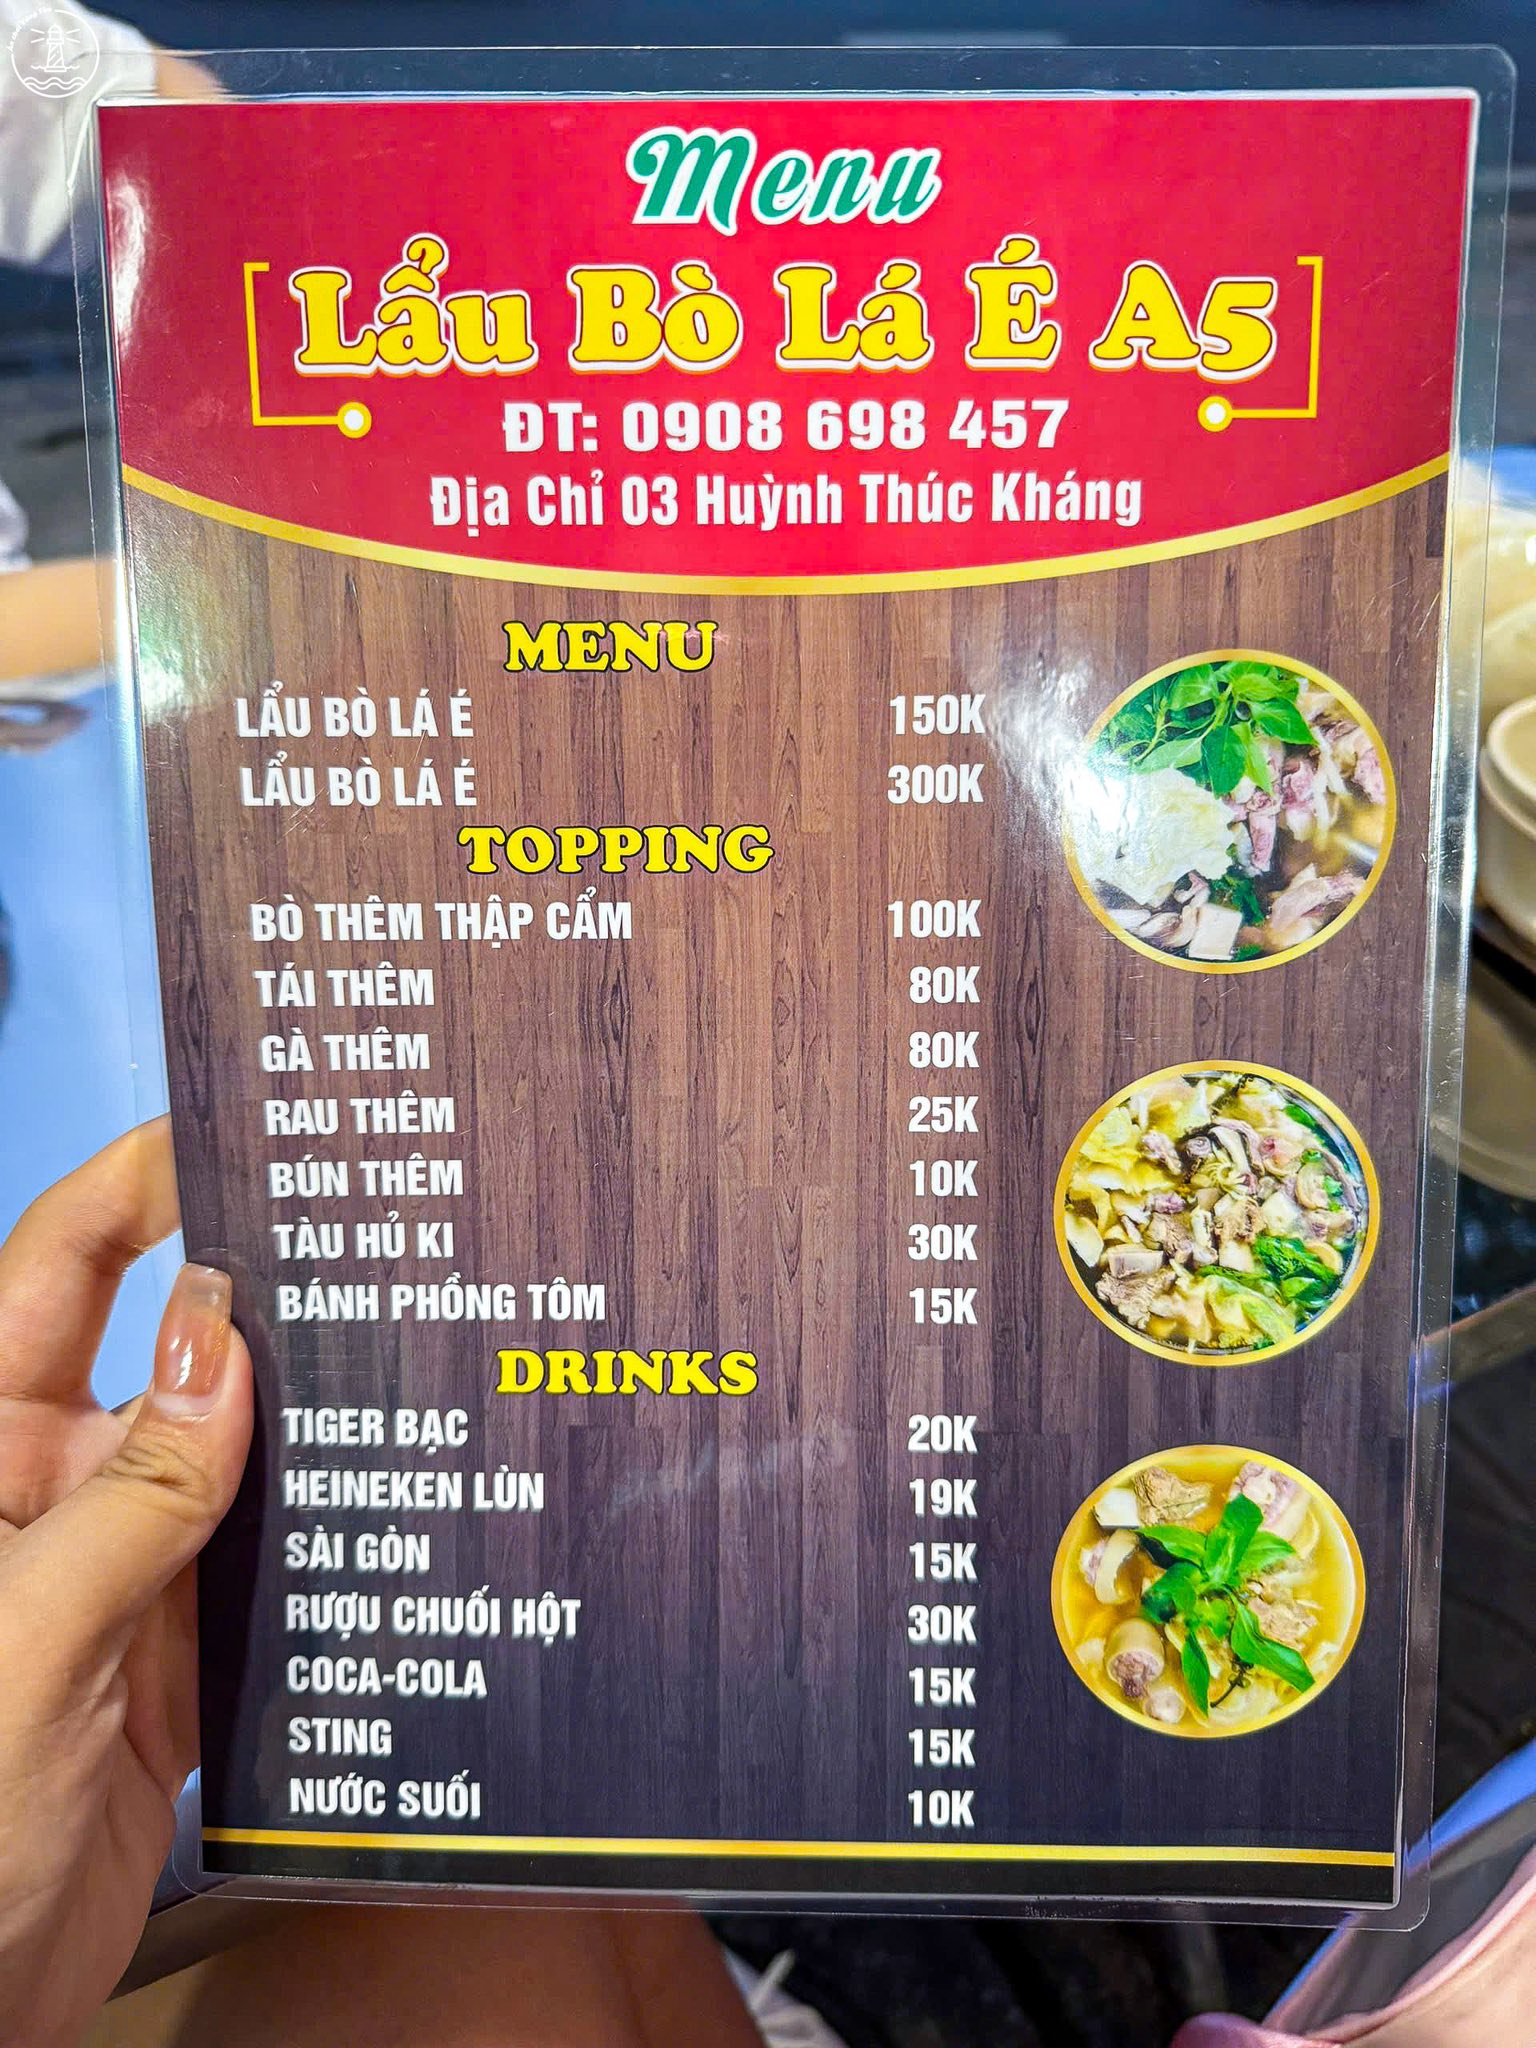 Menu
Lẩu Bò Lá É A5
ĐT: 0908 698 457
Địa Chỉ 03 Huỳnh Thúc Kháng
MENU
LẨU BÒ LÁ É 150K
LẨU BÒ LÁ É 300K
TOPPING
BÒ THÊM THẬP CẨM 100K
TÁI THÊM 80K
GÀ THÊM 80K
RAU THÊM 25K
BÚN THÊM 10K
TÀU HỦ KI 30K
BÁNH PHỒNG TÔM 15K
DRINKS
TIGER BẠC 20K
HEINEKEN LÙN 19K
SÀI GÒN 15K
RƯỢU CHUỐI HỘT 30K
COCA-COLA 15K
STING 15K
NƯỚC SUỐI 10K